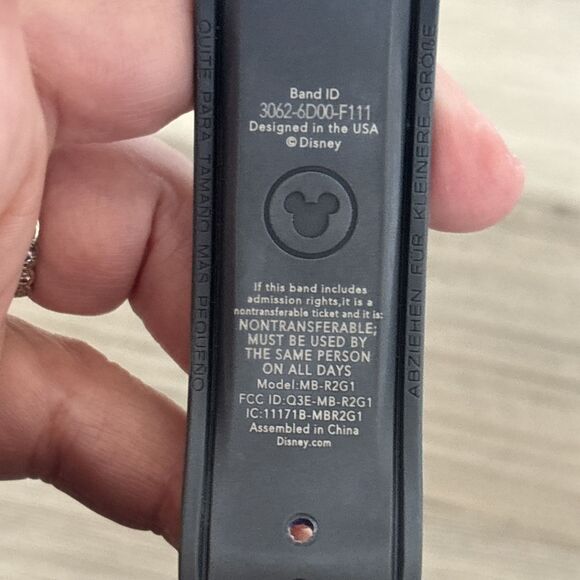 Band ID
3062-6D00-F111
Designed in the USA
© Disney
If this band includes
admission rights,it is a
nontransferable ticket and it is:
NONTRANSFERABLE;
MUST BE USED BY
THE SAME PERSON
ON ALL DAYS
Model:MB-R2G1
FCC ID:Q3E-MB-R2G1
IC:11171B-MBR2G1
Assembled in China
Disney.com
QUITE PARA TAMANO MAS PEQUEÑO
ABZIEHEN FÜR KLEINERE GRÖßE